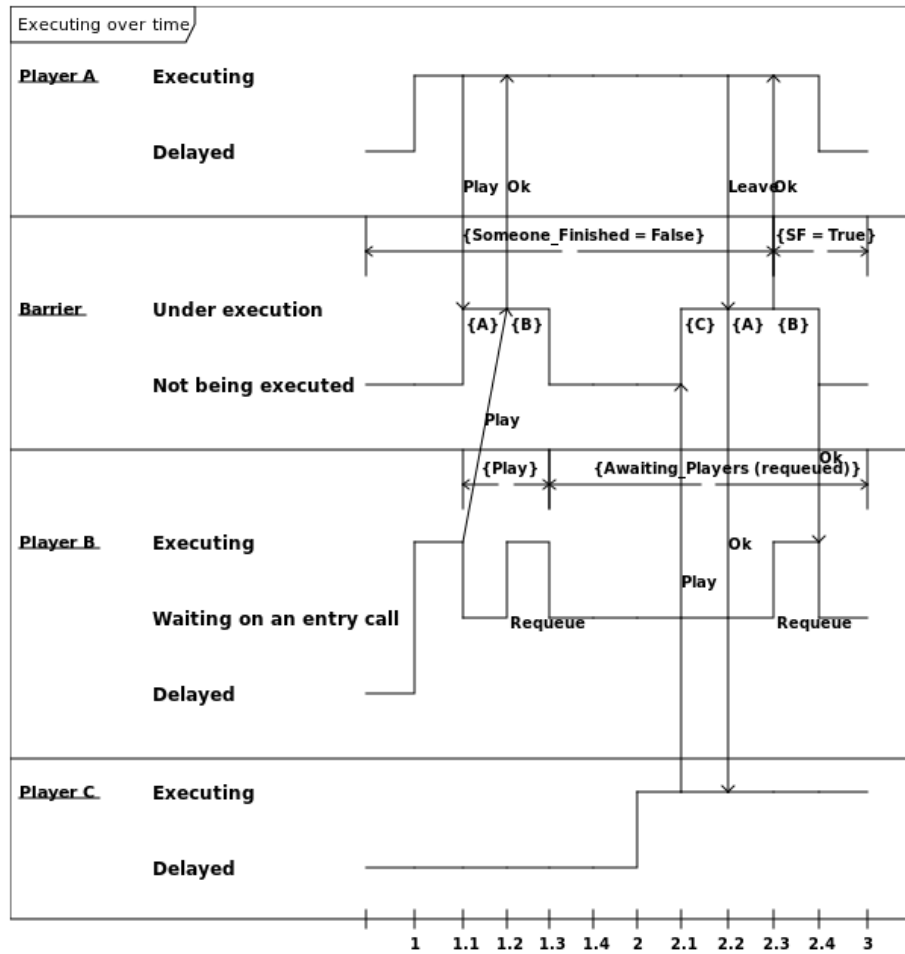 Executing over time
Player A
Executing
Delayed
Play
Ok
Leave
Ok
{Someone_Finished = False}
{SF = True}
Barrier
Under execution
{A}
{B}
{C}
{A}
{B}
Not being executed
Play
Ok
{Play}
{Awaiting_Players (requeued)}
Player B
Executing
Ok
Play
Waiting on an entry call
Requeue
Requeue
Delayed
Player C
Executing
Delayed
1 1.1 1.2 1.3 1.4 2 2.1 2.2 2.3 2.4 3